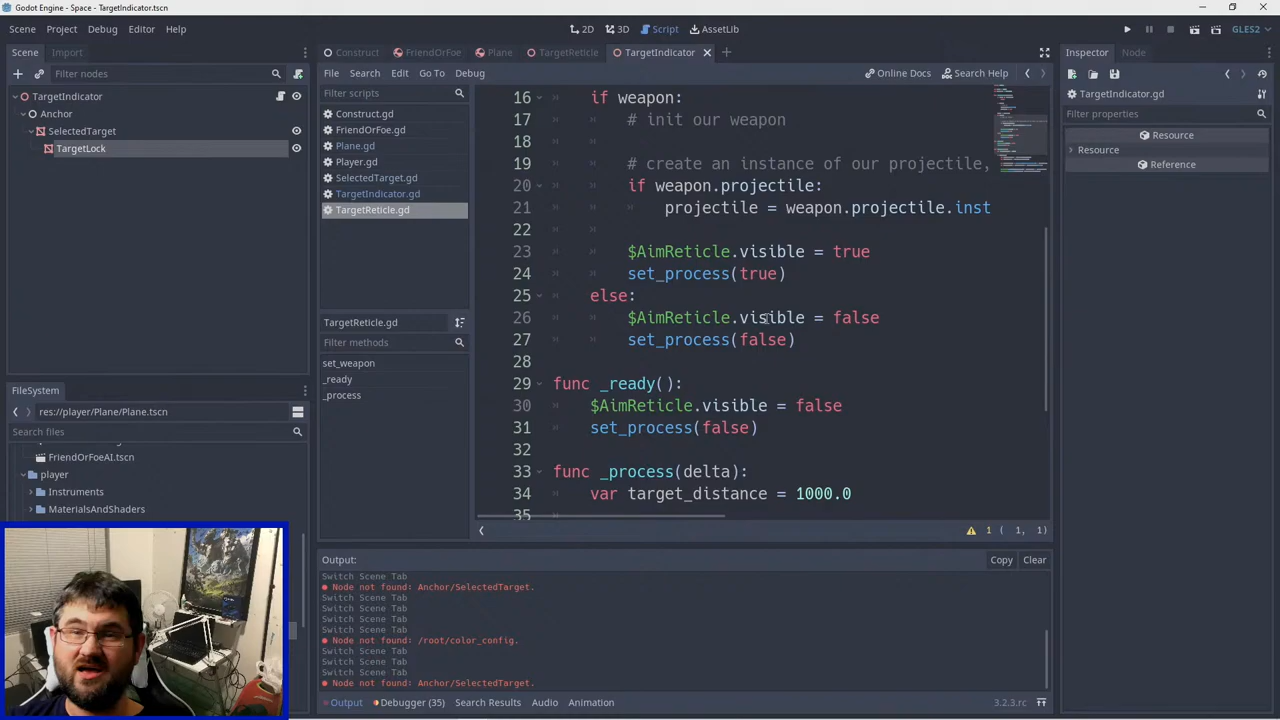 Godot Engine - Space - TargetIndicator.tscn
Scene Project Debug Editor Help
2D 3D Script AssetLib
GLES2
Scene Import
Filter nodes
TargetIndicator
Anchor
SelectedTarget
TargetLock
FileSystem
res://player/Plane/Plane.tscn
Search files
FriendOrFoeAI.tscn
player
Instruments
MaterialsAndShaders
Construct FriendOrFoe Plane TargetReticle TargetIndicator
File Search Edit Go To Debug
Online Docs Search Help
Filter scripts
Construct.gd
FriendOrFoe.gd
Plane.gd
Player.gd
SelectedTarget.gd
TargetIndicator.gd
TargetReticle.gd
TargetReticle.gd
Filter methods
set_weapon
_ready
_process
16 if weapon:
17 # init our weapon
18
19 # create an instance of our projectile,
20 if weapon.projectile:
21 projectile = weapon.projectile.inst
22
23 $AimReticle.visible = true
24 set_process(true)
25 else:
26 $AimReticle.visible = false
27 set_process(false)
28
29 func _ready():
30 $AimReticle.visible = false
31 set_process(false)
32
33 func _process(delta):
34 var target_distance = 1000.0
35
1 ( 1, 1)
Output:
Copy Clear
Switch Scene Tab
Node not found: Anchor/SelectedTarget.
Switch Scene Tab
Switch Scene Tab
Switch Scene Tab
Switch Scene Tab
Node not found: /root/color_config.
Switch Scene Tab
Switch Scene Tab
Switch Scene Tab
Node not found: Anchor/SelectedTarget.
Output Debugger (35) Search Results Audio Animation
3.2.3.rc
Inspector Node
TargetIndicator.gd
Filter properties
Resource
Resource
Reference